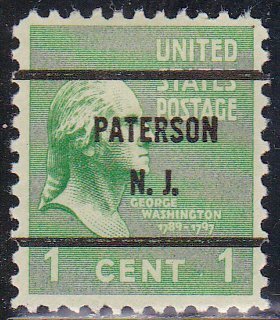 UNITED
STATES
POSTAGE
PATERSON
N. J.
GEORGE
WASHINGTON
1789-1797
1 CENT 1